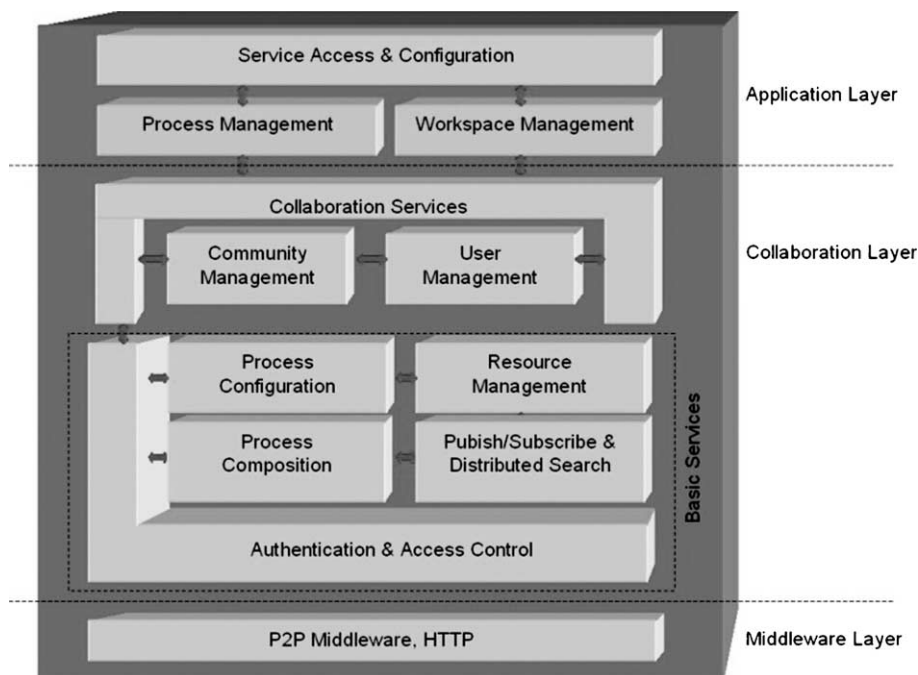 Service Access & Configuration
Application Layer
Process Management
Workspace Management
Collaboration Services
Collaboration Layer
Community
Management
User
Management
Process
Configuration
Resource
Management
Process
Composition
Pubish/Subscribe &
Distributed Search
Basic Services
Authentication & Access Control
P2P Middleware, HTTP
Middleware Layer